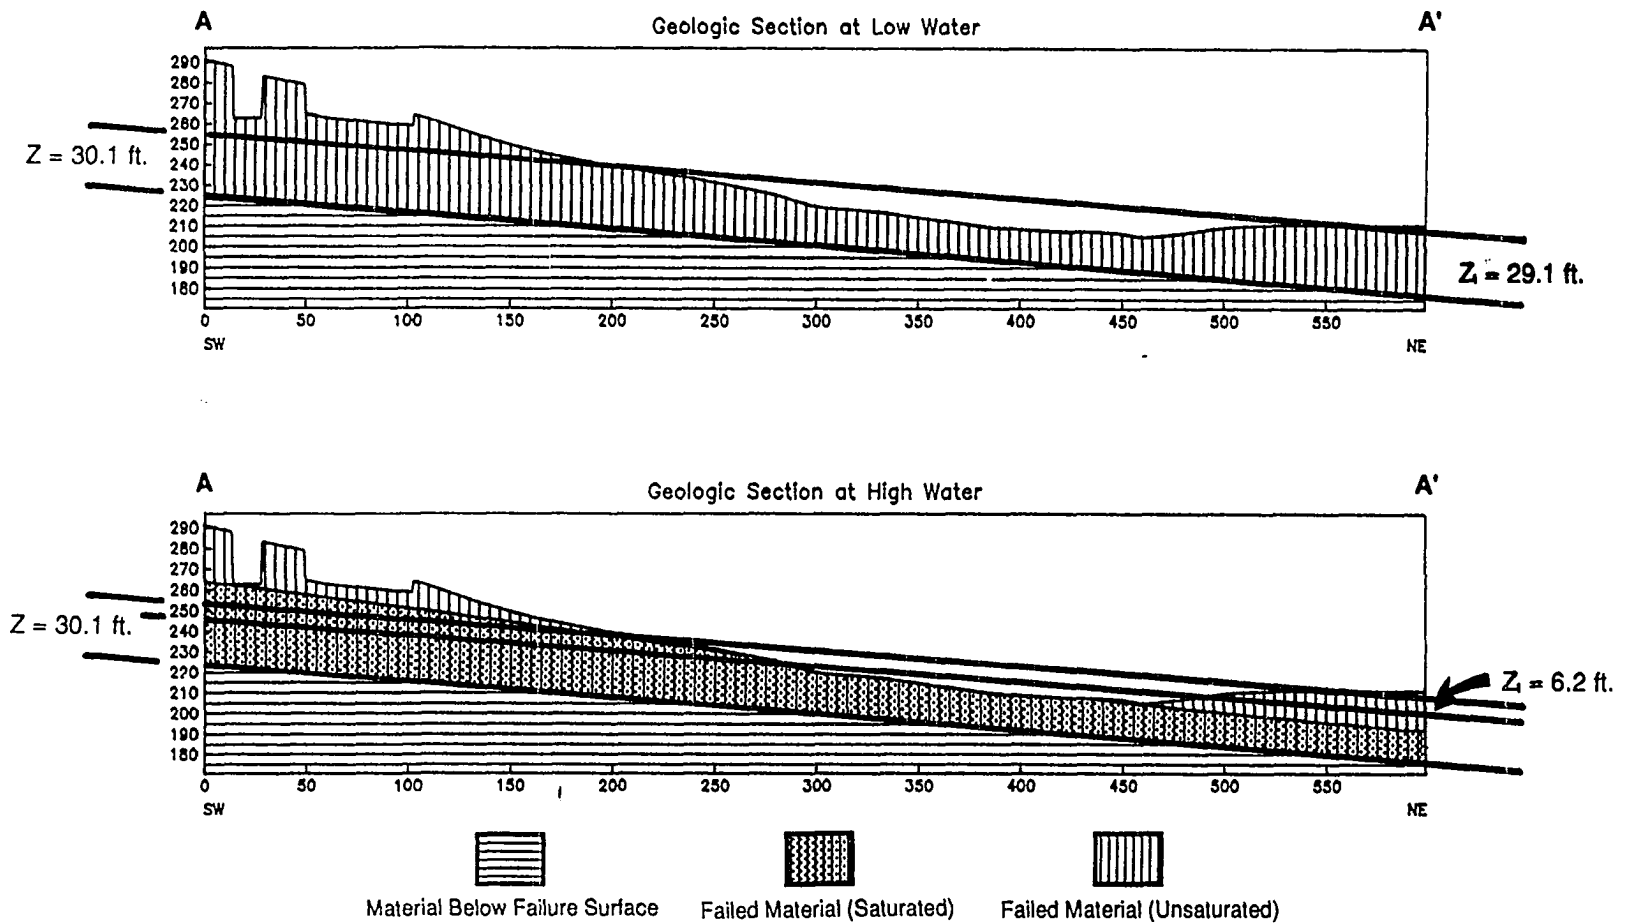 A
Geologic Section at Low Water
A'
290
280
270
260
250
240
230
220
210
200
190
180
Z = 30.1 ft.
Z₁ = 29.1 ft.
0 50 100 150 200 250 300 350 400 450 500 550
SW NE
A
Geologic Section at High Water
A'
290
280
270
260
250
240
230
220
210
200
190
180
Z = 30.1 ft.
Z₁ = 6.2 ft.
0 50 100 150 200 250 300 350 400 450 500 550
SW NE
Material Below Failure Surface
Failed Material (Saturated)
Failed Material (Unsaturated)